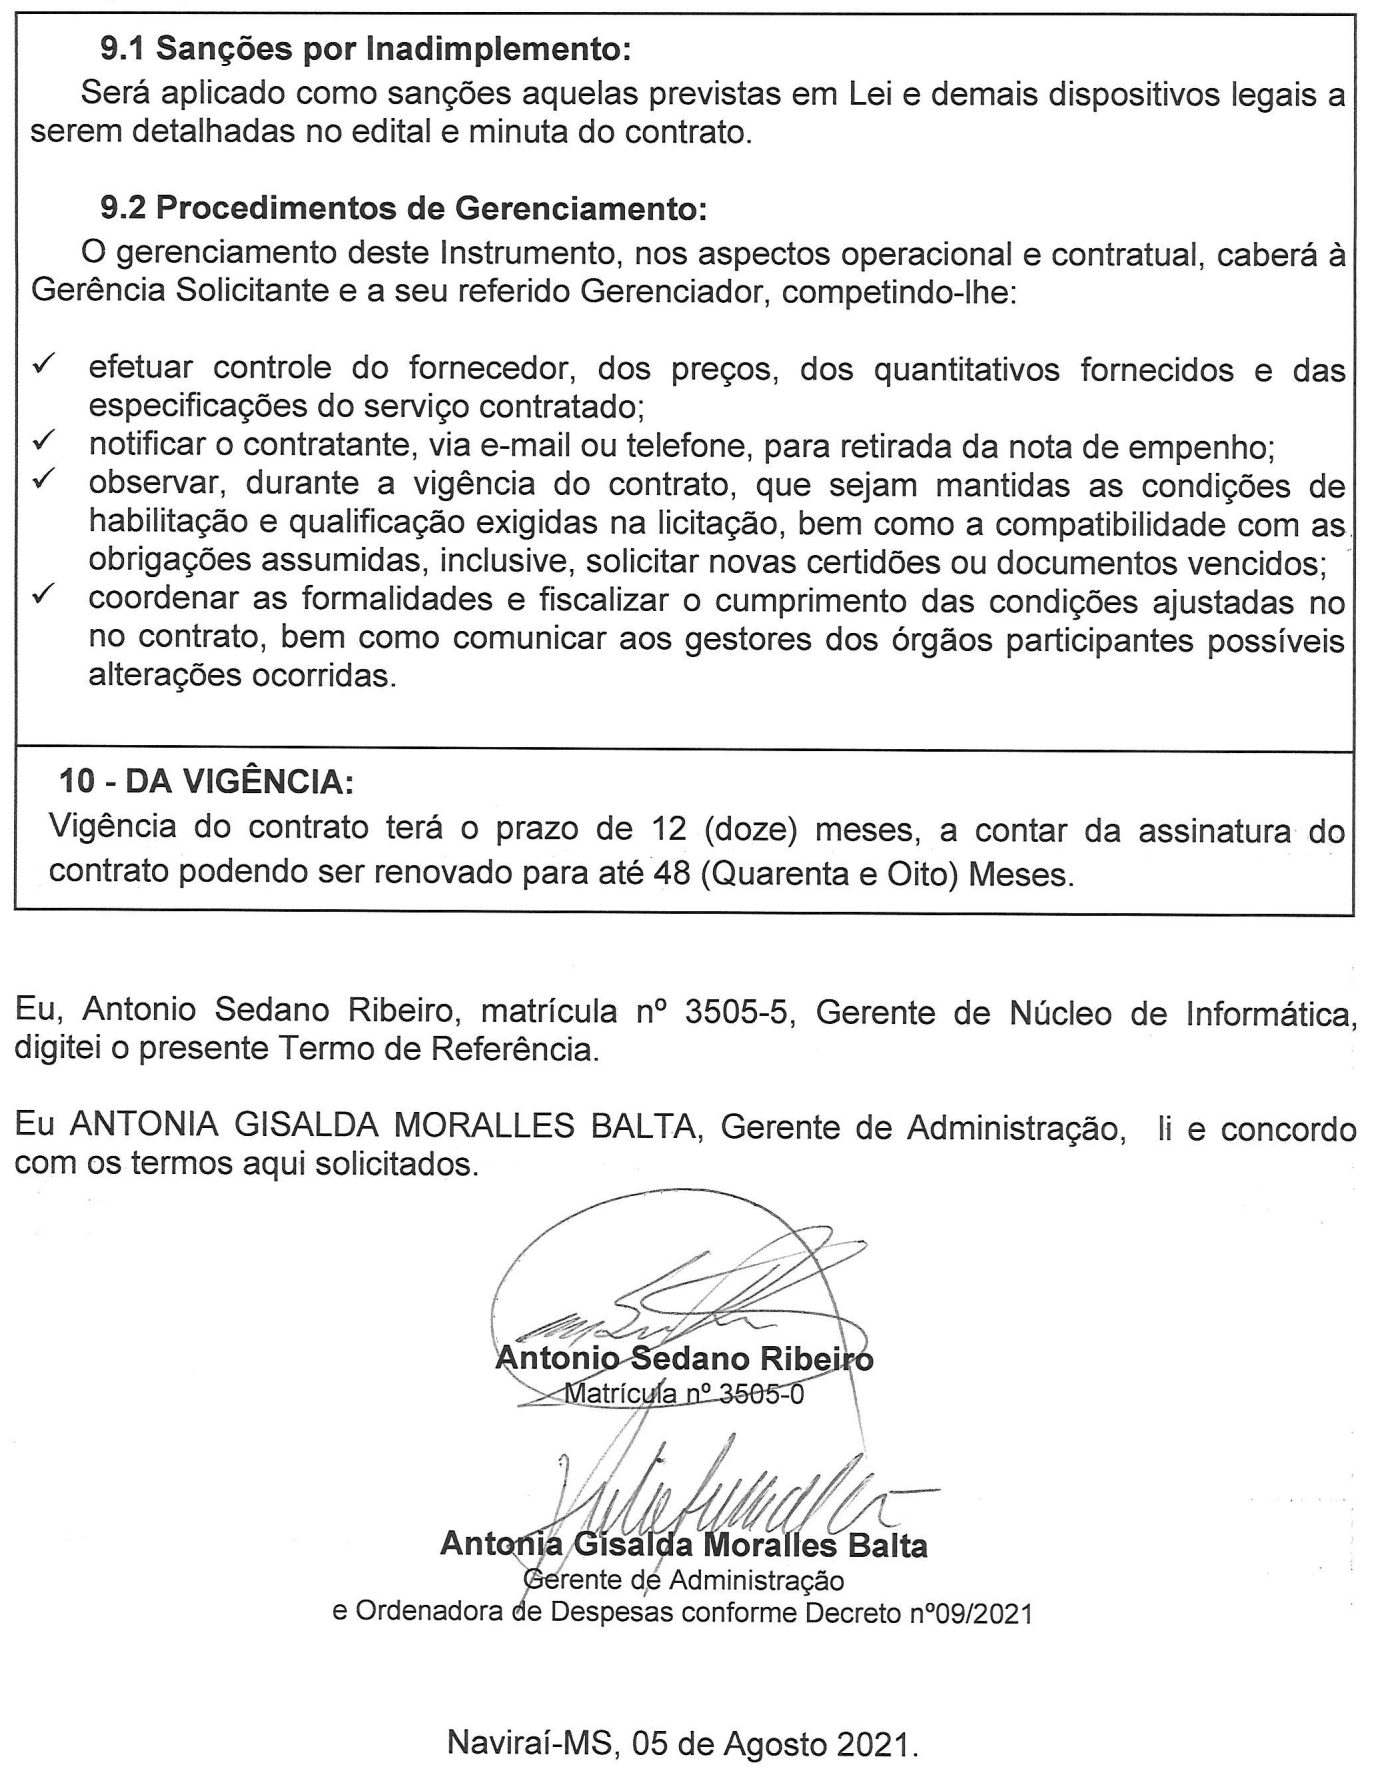 9.1 Sanções por Inadimplemento:
Será aplicado como sanções aquelas previstas em Lei e demais dispositivos legais a
serem detalhadas no edital e minuta do contrato.
9.2 Procedimentos de Gerenciamento:
O gerenciamento deste Instrumento, nos aspectos operacional e contratual, caberá à
Gerência Solicitante e a seu referido Gerenciador, competindo-lhe:
✓ efetuar controle do fornecedor, dos preços, dos quantitativos fornecidos e das
especificações do serviço contratado;
✓ notificar o contratante, via e-mail ou telefone, para retirada da nota de empenho;
✓ observar, durante a vigência do contrato, que sejam mantidas as condições de
habilitação e qualificação exigidas na licitação, bem como a compatibilidade com as
obrigações assumidas, inclusive, solicitar novas certidões ou documentos vencidos;
✓ coordenar as formalidades e fiscalizar o cumprimento das condições ajustadas no
no contrato, bem como comunicar aos gestores dos órgãos participantes possíveis
alterações ocorridas.
10 - DA VIGÊNCIA:
Vigência do contrato terá o prazo de 12 (doze) meses, a contar da assinatura do
contrato podendo ser renovado para até 48 (Quarenta e Oito) Meses.
Eu, Antonio Sedano Ribeiro, matrícula nº 3505-5, Gerente de Núcleo de Informática,
digitei o presente Termo de Referência.
Eu ANTONIA GISALDA MORALLES BALTA, Gerente de Administração, li e concordo
com os termos aqui solicitados.
Antonio Sedano Ribeiro
Matrícula nº 3505-0
Antonia Gisalda Moralles Balta
Gerente de Administração
e Ordenadora de Despesas conforme Decreto nº09/2021
Naviraí-MS, 05 de Agosto 2021.